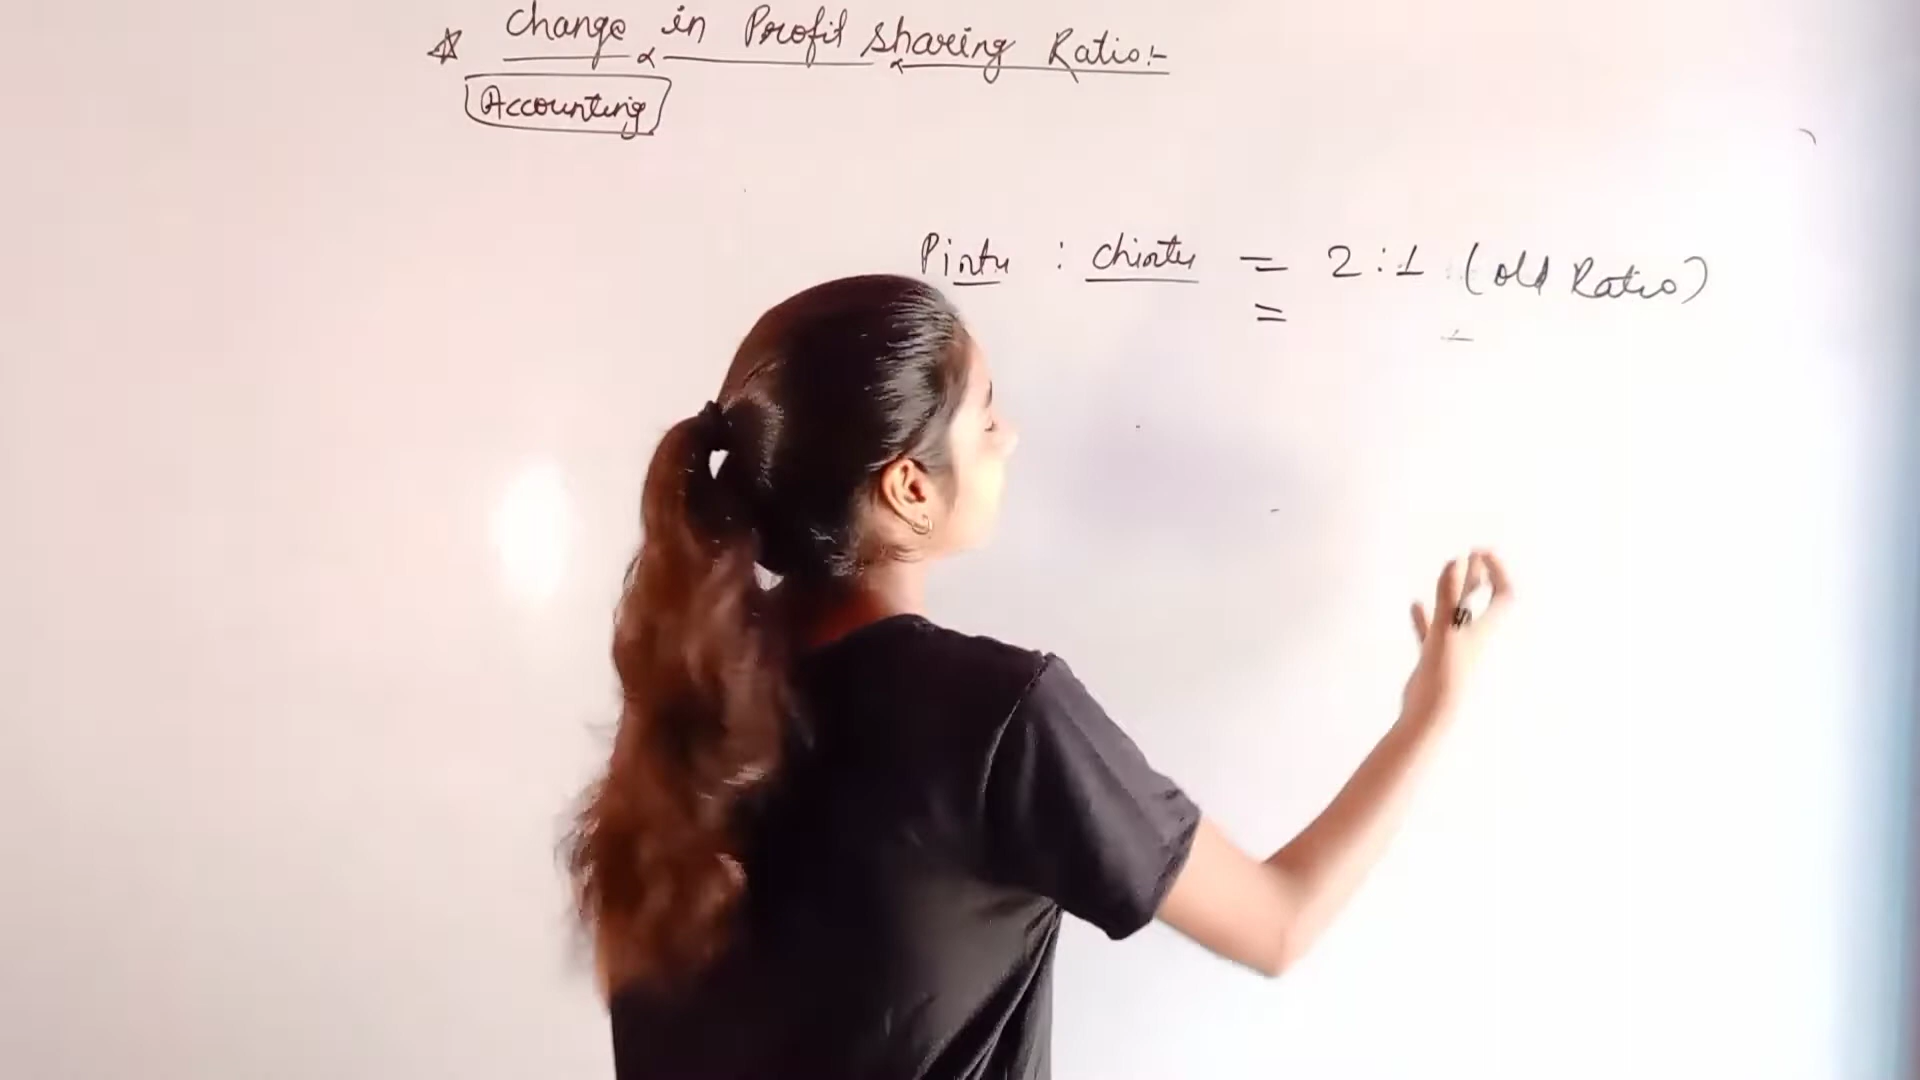 Change in Profit sharing Ratio:-
Accounting
Pintu : Chintu = 2:1 (old Ratio)
=